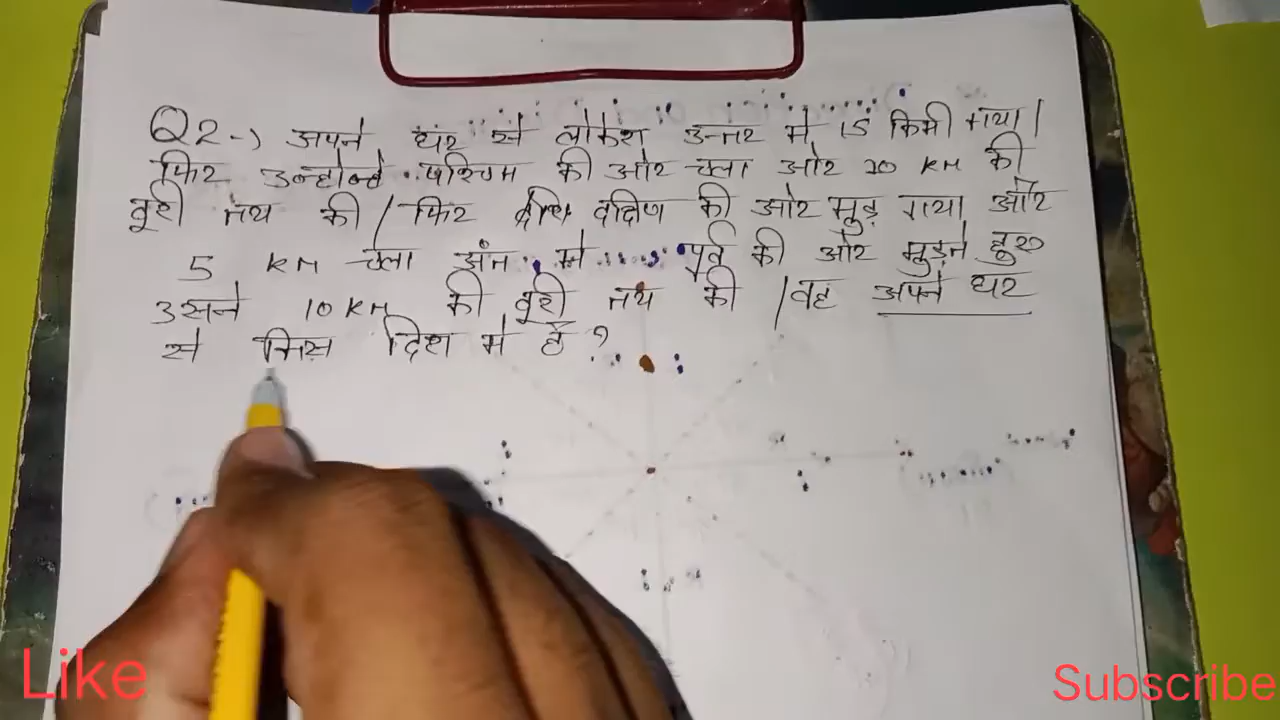 Q2→ अपने घर से लोकेश उत्तर में 15 किमी गया।
फिर उन्होन्ने पश्चिम की ओर चला ओर 20 KM की
दूरी तय की। फिर दक्षिण की ओर मुड़ गया और
5 KM चला अंत में पूर्व की ओर मुड़ते हुए
उसने 10 KM की दूरी तय की। वह अपने घर
से किस दिशा में है?
Like
Subscribe